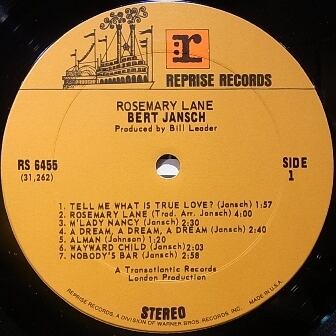 r
REPRISE RECORDS
ROSEMARY LANE
BERT JANSCH
Produced by Bill Leader
RS 6455
(31,262)
SIDE
1
1. TELL ME WHAT IS TRUE LOVE? (Jansch) 1:57
2. ROSEMARY LANE (Trad. Arr. Jansch) 4:00
3. M'LADY NANCY (Jansch) 2:30
4. A DREAM, A DREAM, A DREAM (Jansch) 2:40
5. ALMAN (Johnson) 1:20
6. WAYWARD CHILD (Jansch) 2:03
7. NOBODY'S BAR (Jansch) 2:58
A Transatlantic Records
London Production
STEREO
REPRISE RECORDS, A DIVISION OF WARNER BROS. RECORDS INC. MADE IN U.S.A.